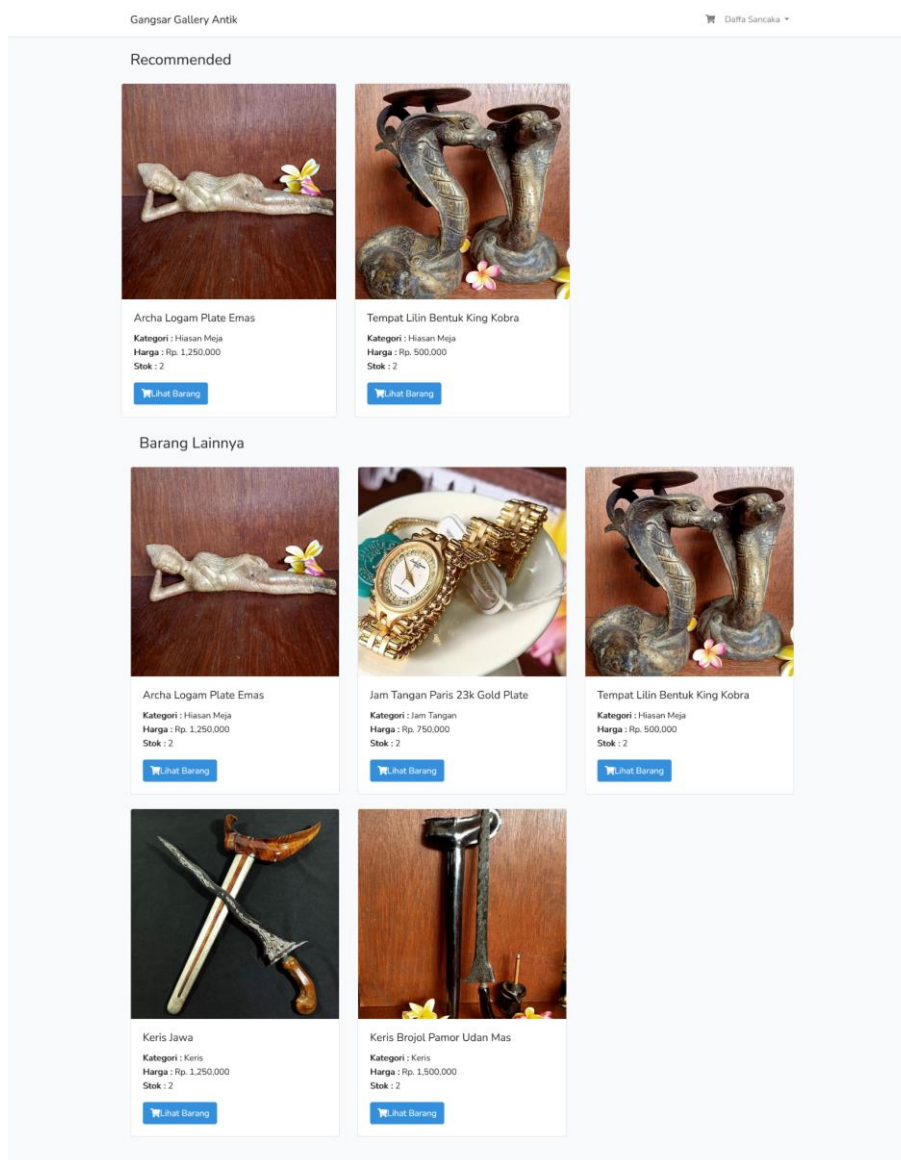 Gangsar Gallery Antik
Daffa Sancaka
Recommended
Archa Logam Plate Emas
Kategori : Hiasan Meja
Harga : Rp. 1,250,000
Stok : 2
Lihat Barang
Tempat Lilin Bentuk King Kobra
Kategori : Hiasan Meja
Harga : Rp. 500,000
Stok : 2
Lihat Barang
Barang Lainnya
Archa Logam Plate Emas
Kategori : Hiasan Meja
Harga : Rp. 1,250,000
Stok : 2
Lihat Barang
Jam Tangan Paris 23k Gold Plate
Kategori : Jam Tangan
Harga : Rp. 750,000
Stok : 2
Lihat Barang
Tempat Lilin Bentuk King Kobra
Kategori : Hiasan Meja
Harga : Rp. 500,000
Stok : 2
Lihat Barang
Keris Jawa
Kategori : Keris
Harga : Rp. 1,250,000
Stok : 2
Lihat Barang
Keris Brojol Pamor Udan Mas
Kategori : Keris
Harga : Rp. 1,500,000
Stok : 2
Lihat Barang